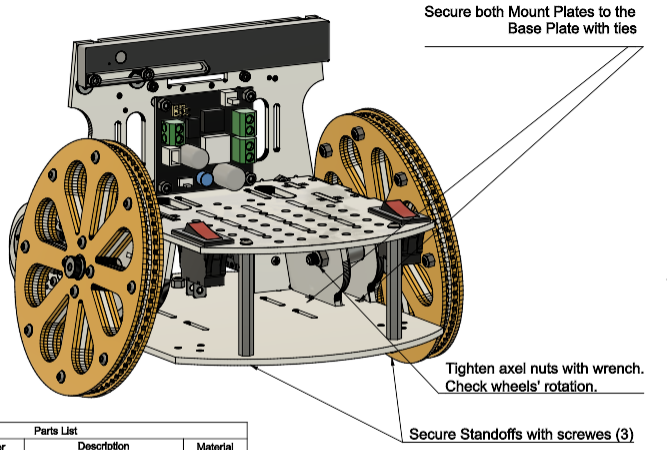 Secure both Mount Plates to the
Base Plate with ties
Tighten axel nuts with wrench.
Check wheels' rotation.
Secure Standoffs with screwes (3)
Parts List
Description
Material